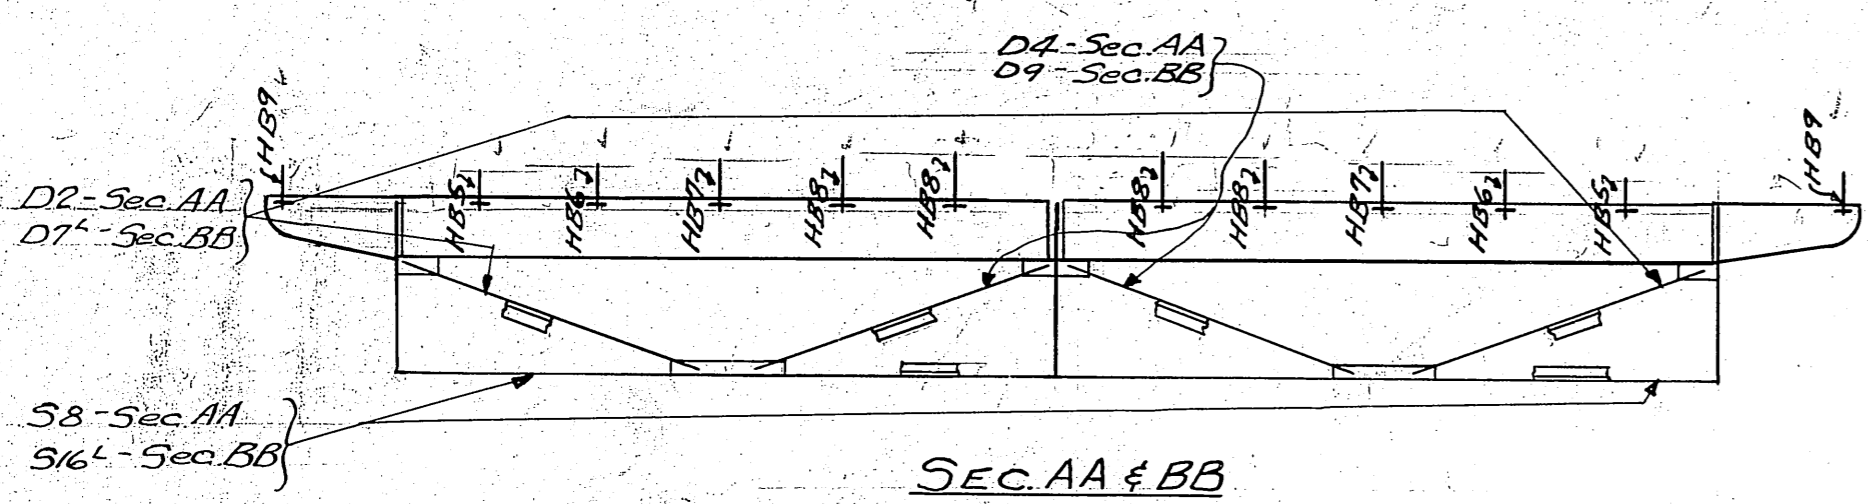 D4-Sec.AA
D9-Sec.BB
HB9
HB9
D2-Sec.AA
D7L-Sec.BB
HB5
HB6
HB7
HB8
HB8
HB8
HB8
HB7
HB6
HB5
S8-Sec.AA
S16L-Sec.BB
SEC. AA & BB